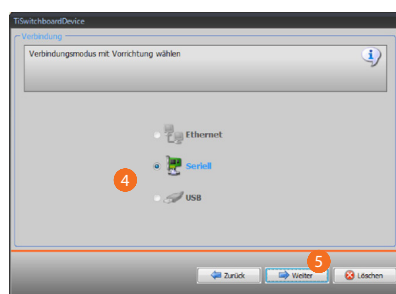 TiSwitchboardDevice
Verbindung
Verbindungsmodus mit Vorrichtung wählen
Ethernet
4
Seriell
USB
5
Zurück
Weiter
Löschen